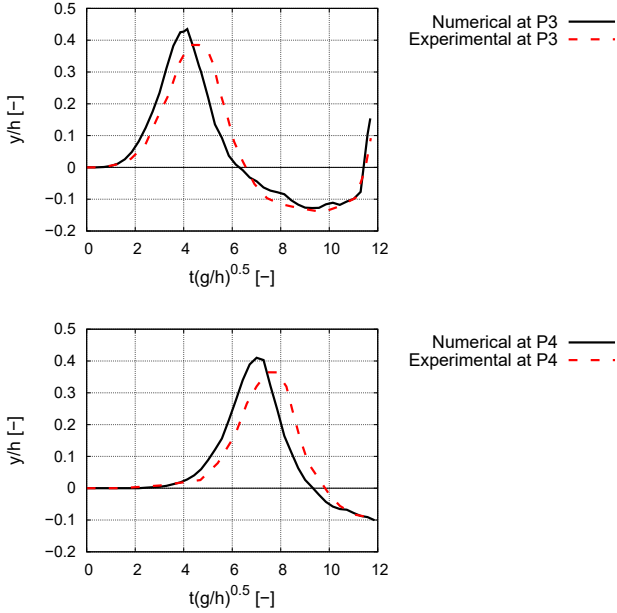 0.5
0.4
0.3
0.2
0.1
0
−0.1
−0.2
y/h [−]
0 2 4 6 8 10 12
t(g/h)^0.5 [−]
Numerical at P3
Experimental at P3
0.5
0.4
0.3
0.2
0.1
0
−0.1
−0.2
y/h [−]
0 2 4 6 8 10 12
t(g/h)^0.5 [−]
Numerical at P4
Experimental at P4